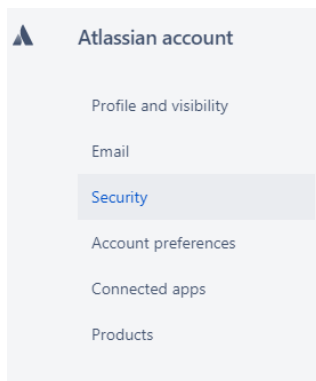 Atlassian account
Profile and visibility
Email
Security
Account preferences
Connected apps
Products